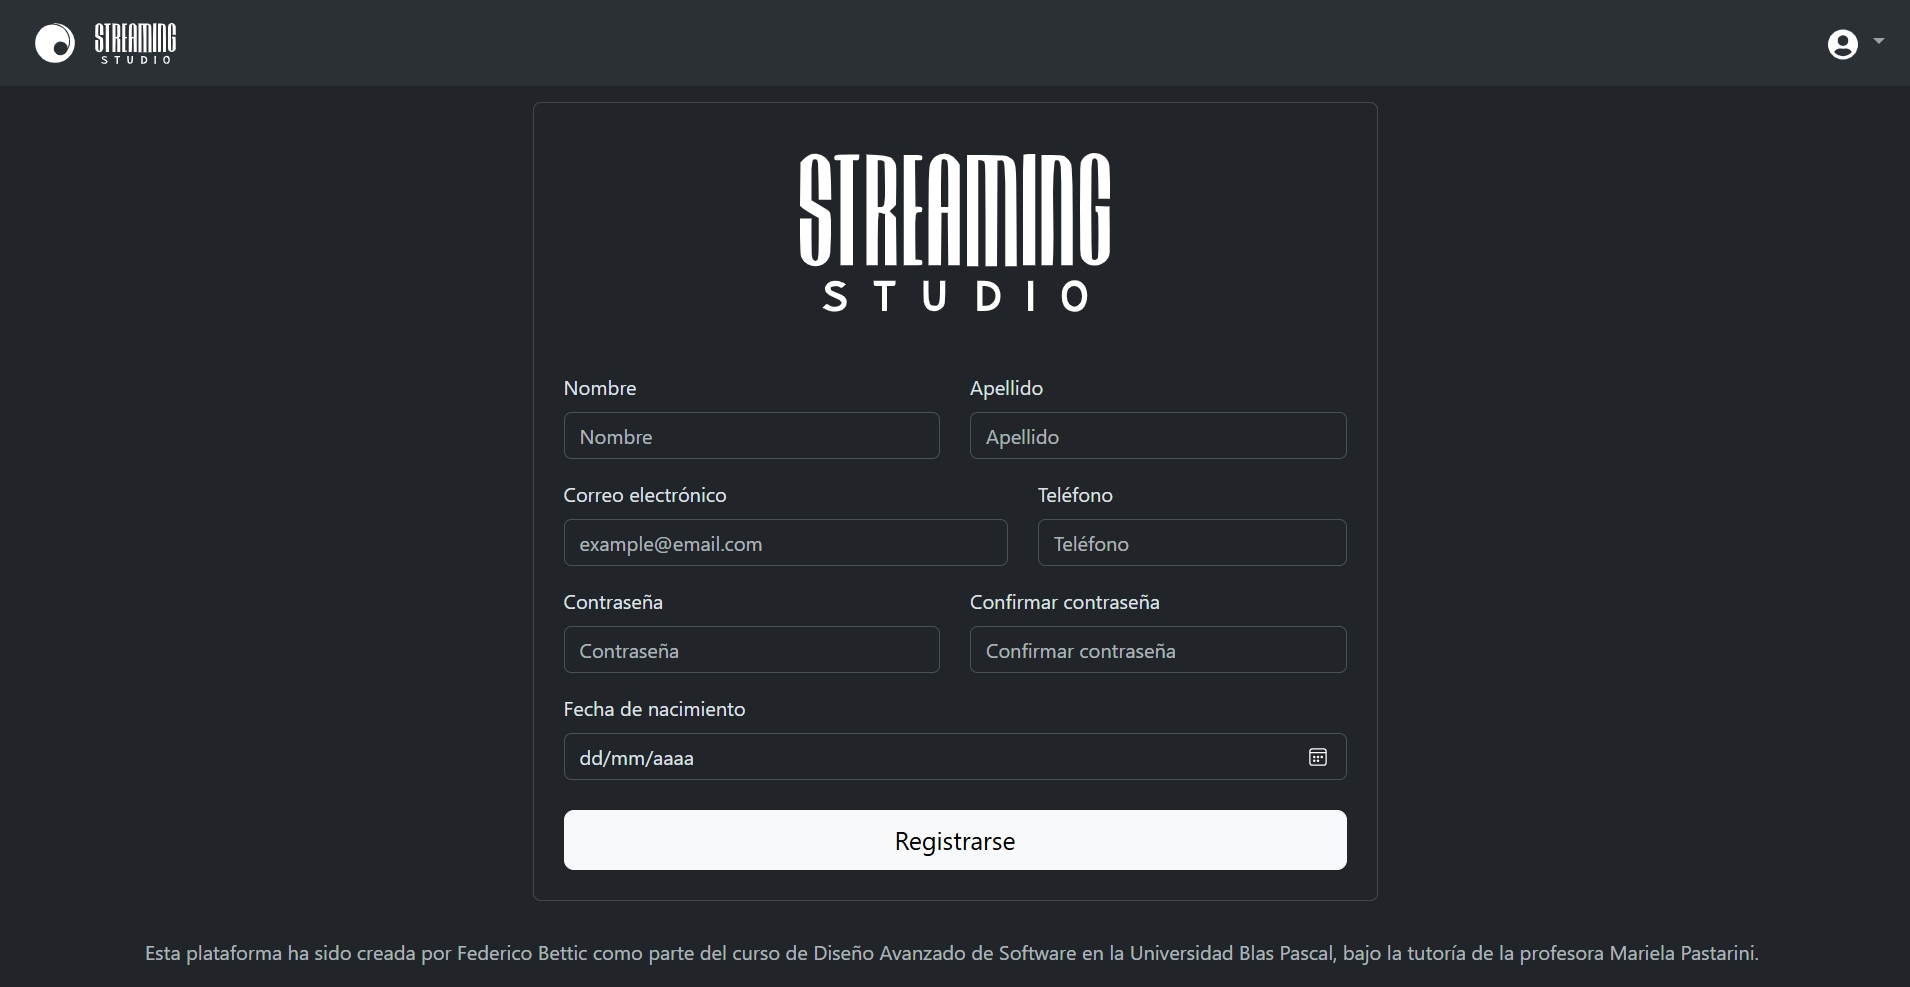 STREAMING
STUDIO
STREAMING
STUDIO
Nombre
Apellido
Nombre
Apellido
Correo electrónico
Teléfono
example@email.com
Teléfono
Contraseña
Confirmar contraseña
Contraseña
Confirmar contraseña
Fecha de nacimiento
dd/mm/aaaa
Registrarse
Esta plataforma ha sido creada por Federico Bettic como parte del curso de Diseño Avanzado de Software en la Universidad Blas Pascal, bajo la tutoría de la profesora Mariela Pastarini.